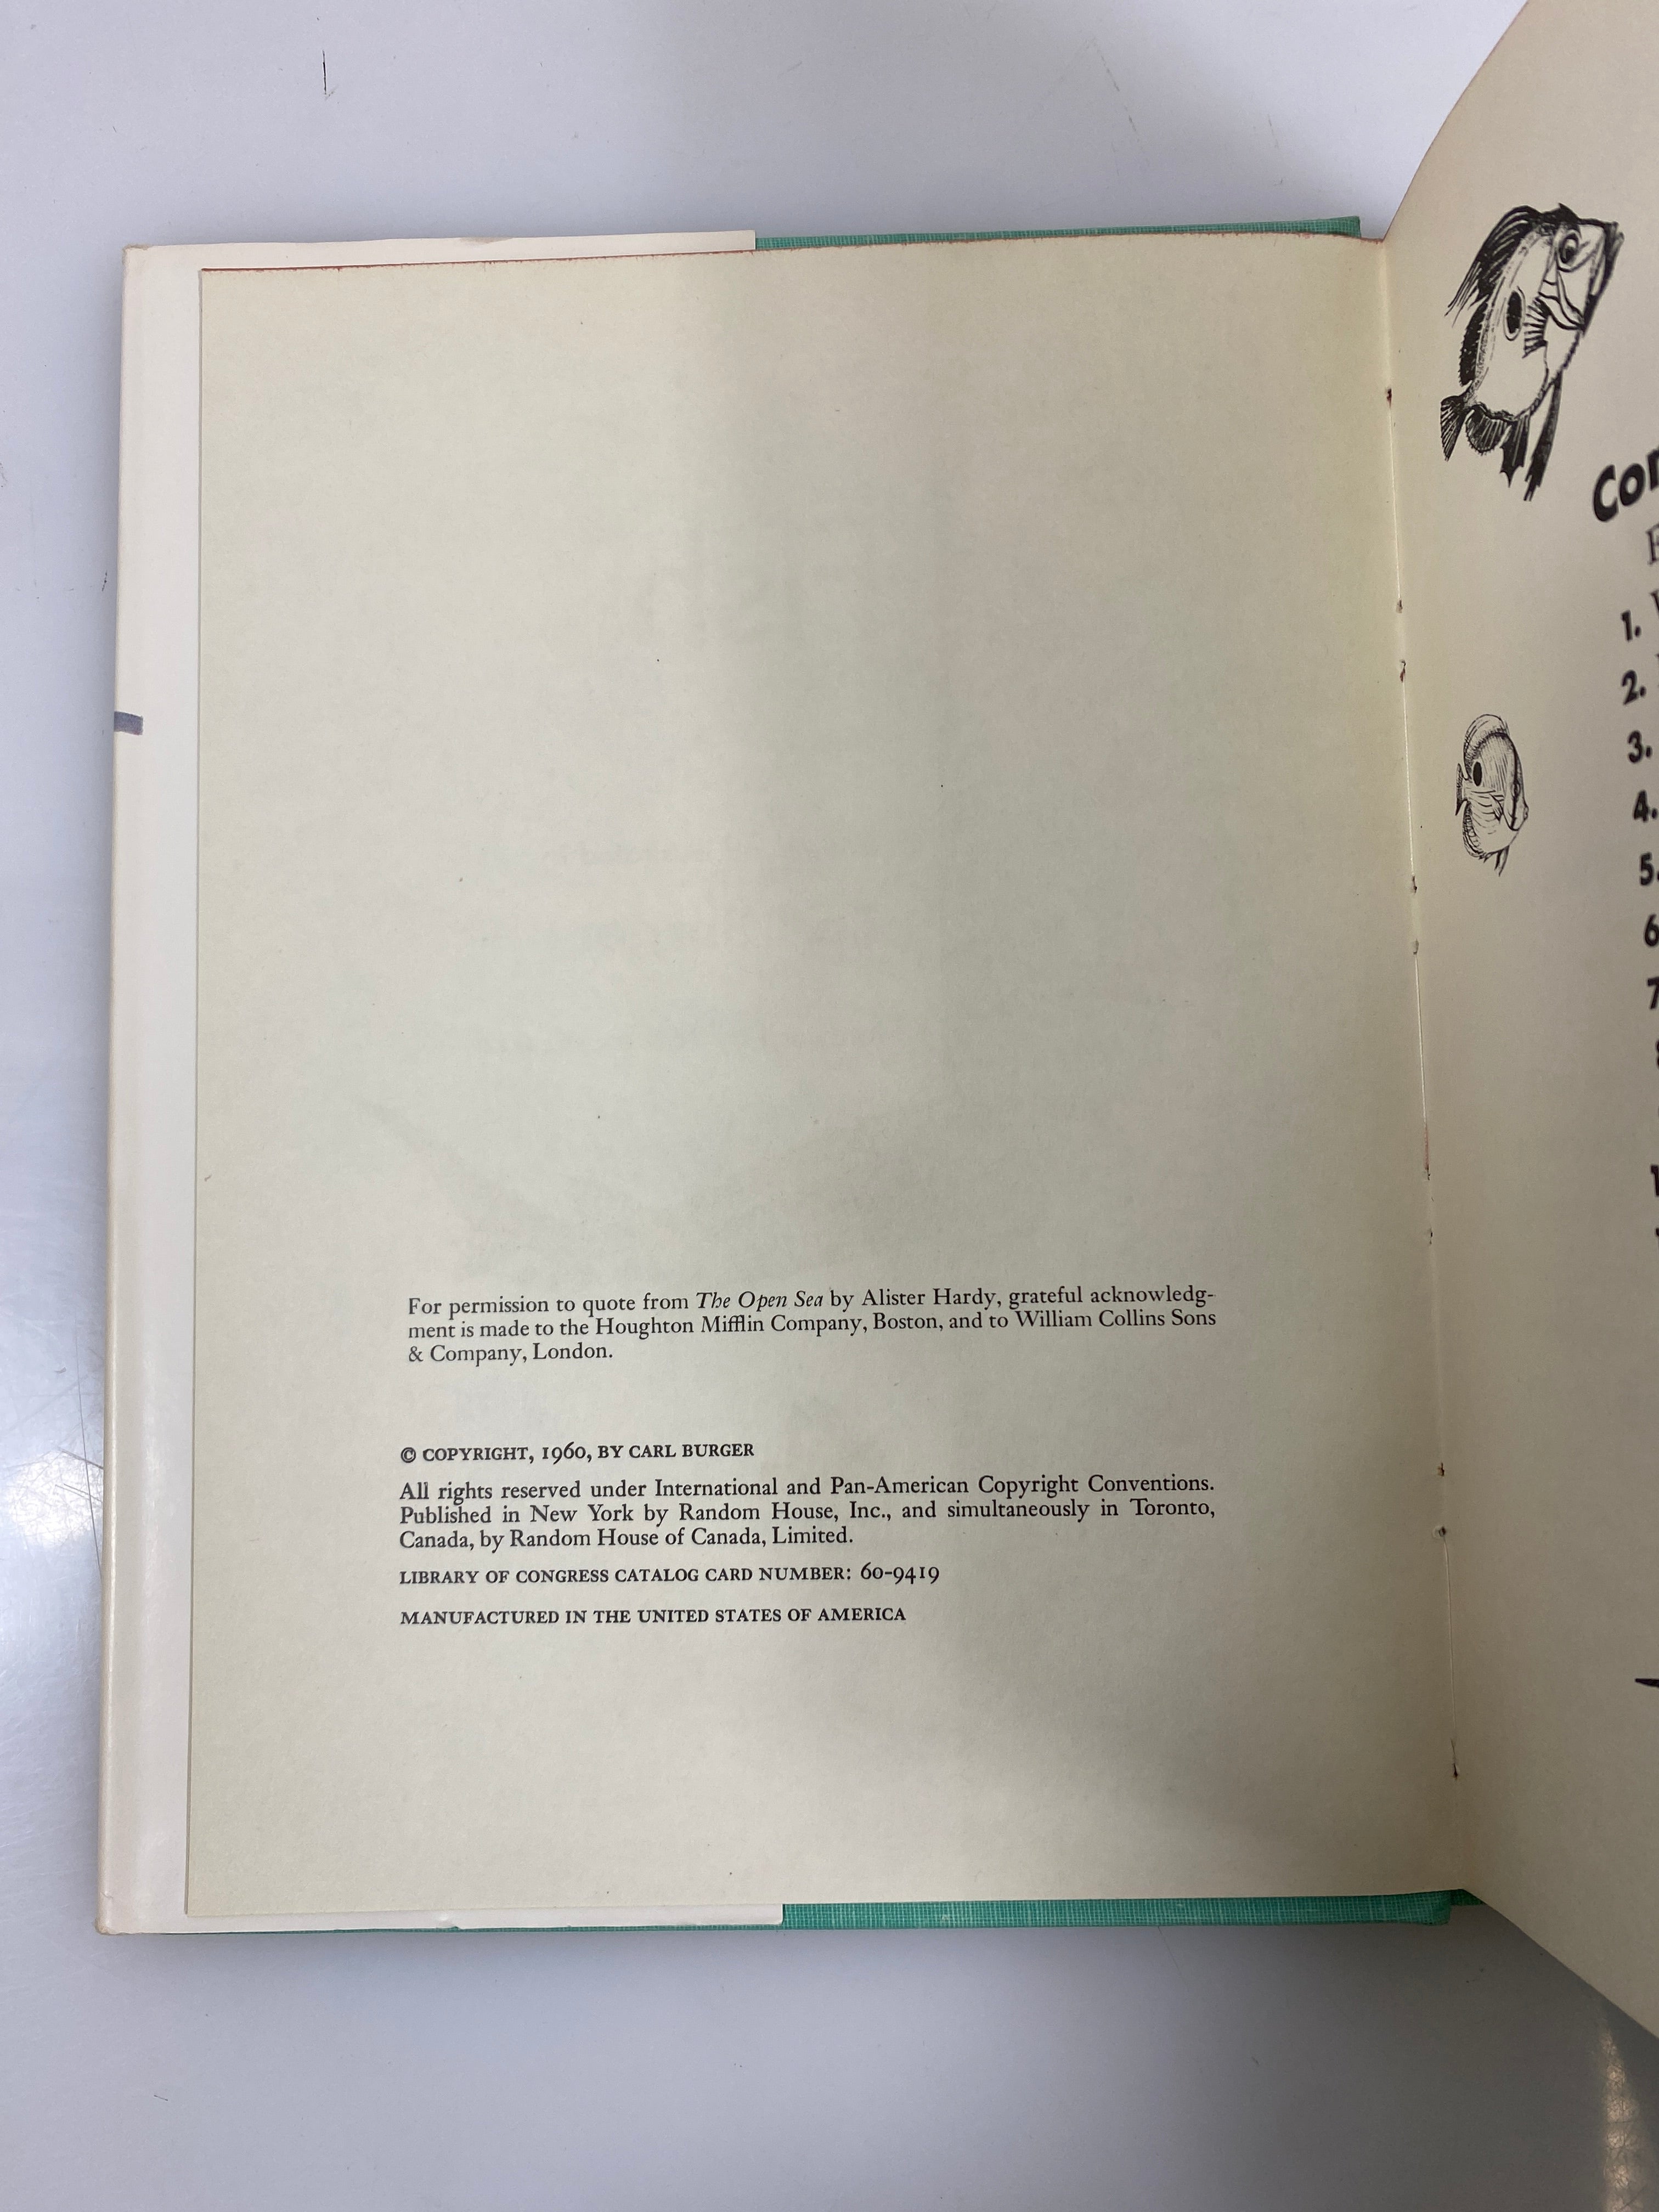 For permission to quote from The Open Sea by Alister Hardy, grateful acknowledg-
ment is made to the Houghton Mifflin Company, Boston, and to William Collins Sons
& Company, London.
© COPYRIGHT, 1960, BY CARL BURGER
All rights reserved under International and Pan-American Copyright Conventions.
Published in New York by Random House, Inc., and simultaneously in Toronto,
Canada, by Random House of Canada, Limited.
LIBRARY OF CONGRESS CATALOG CARD NUMBER: 60-9419
MANUFACTURED IN THE UNITED STATES OF AMERICA
1.
2.
3.
4.
5.
6
7